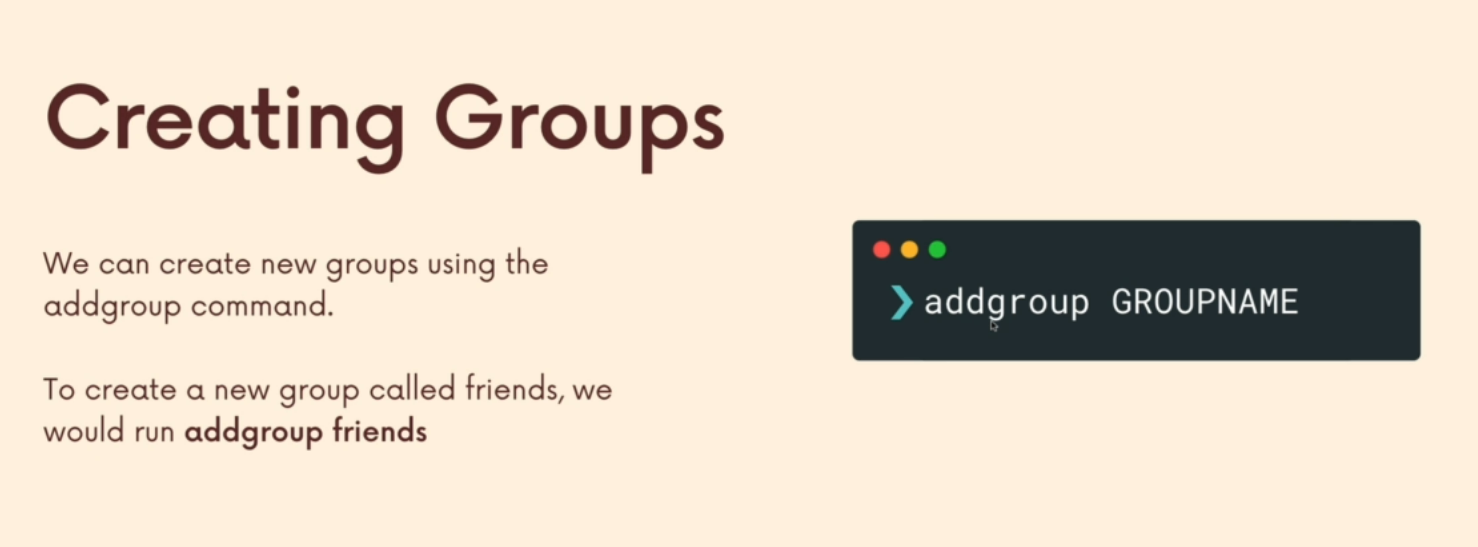 Creating Groups
We can create new groups using the
addgroup command.
To create a new group called friends, we
would run addgroup friends
❯ addgroup GROUPNAME